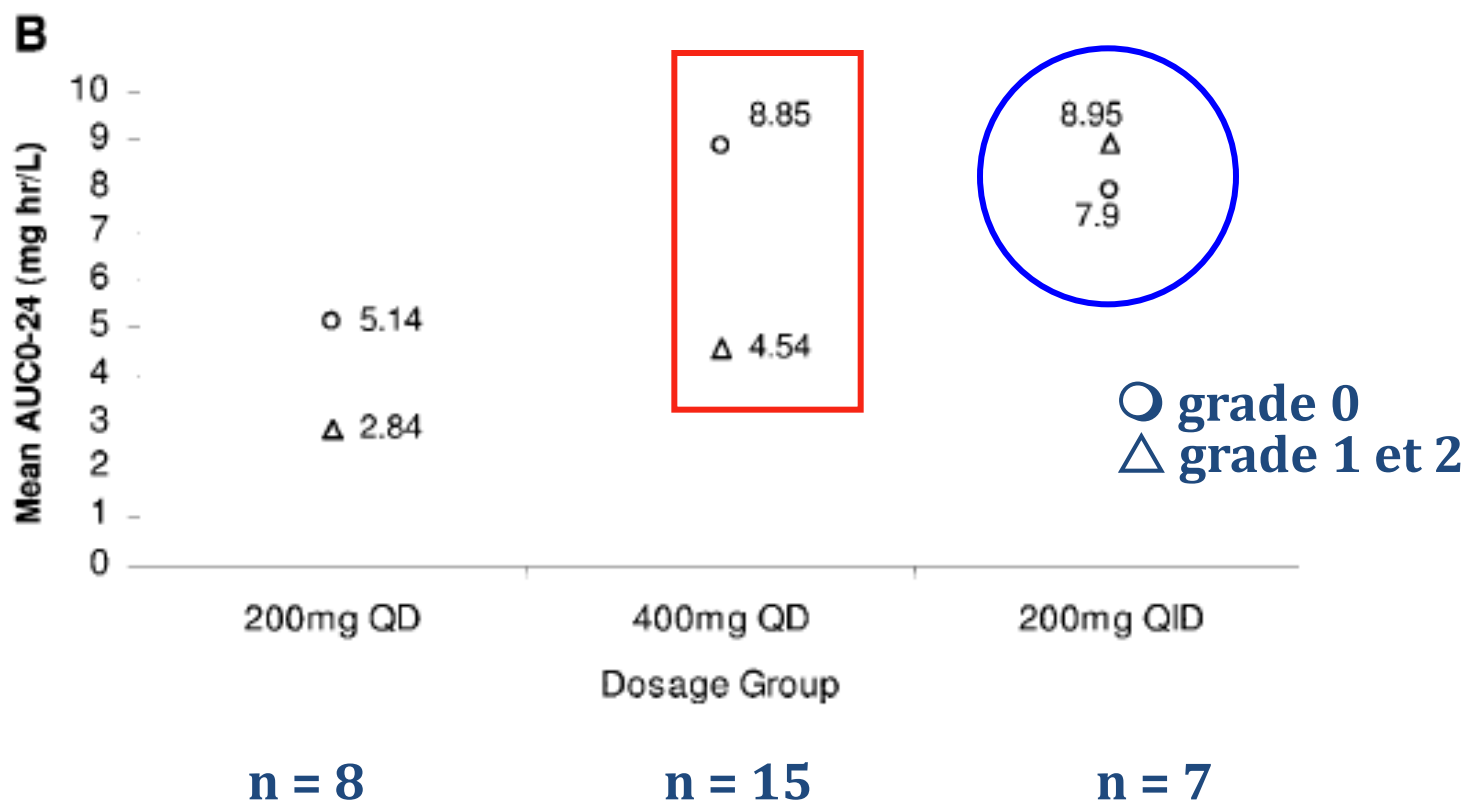 B
Mean AUC0-24 (mg hr/L)
10
9
8
7
6
5
4
3
2
1
0
8.85
8.95
7.9
5.14
4.54
2.84
grade 0
grade 1 et 2
200mg QD
400mg QD
200mg QID
Dosage Group
n = 8
n = 15
n = 7